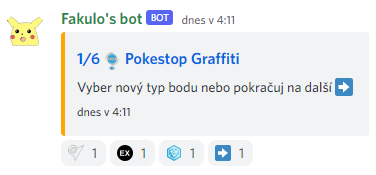 Fakulo's bot BOT dnes v 4:11
1/6 Pokestop Graffiti
Vyber nový typ bodu nebo pokračuj na další ➡️
dnes v 4:11
1 EX 1 1 ➡️ 1